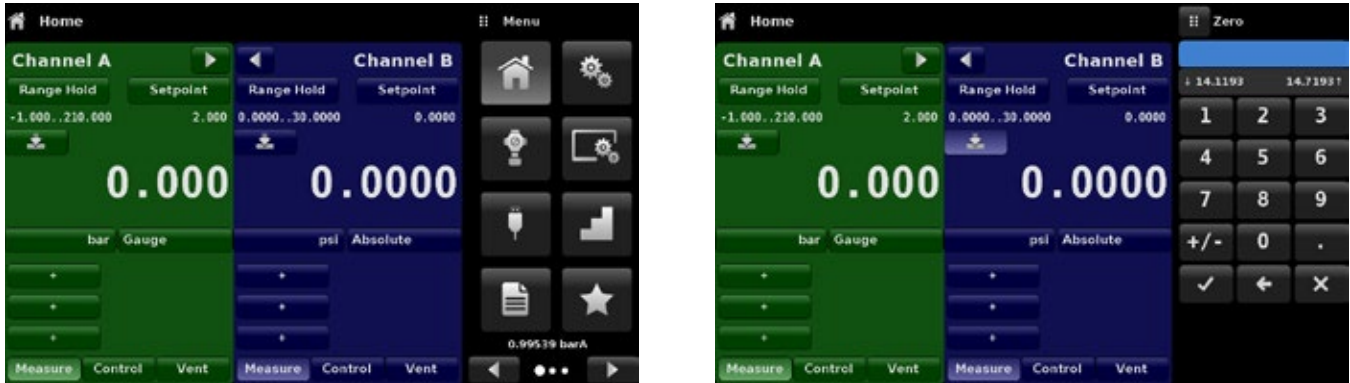 Home
Menu
Channel A
Channel B
Range Hold Setpoint Range Hold Setpoint
-1.000..210.000 2.000 0.0000..30.0000 0.0000
0.000 0.0000
bar Gauge psi Absolute
+ +
+ +
+ +
0.99539 barA
Measure Control Vent Measure Control Vent
Home
Zero
Channel A
Channel B
↓ 14.1193 14.7193↑
Range Hold Setpoint Range Hold Setpoint
-1.000..210.000 2.000 0.0000..30.0000 0.0000
0.000 0.0000
bar Gauge psi Absolute
+ +
+ +
+ +
Measure Control Vent Measure Control Vent
1 2 3
4 5 6
7 8 9
+/- 0 .